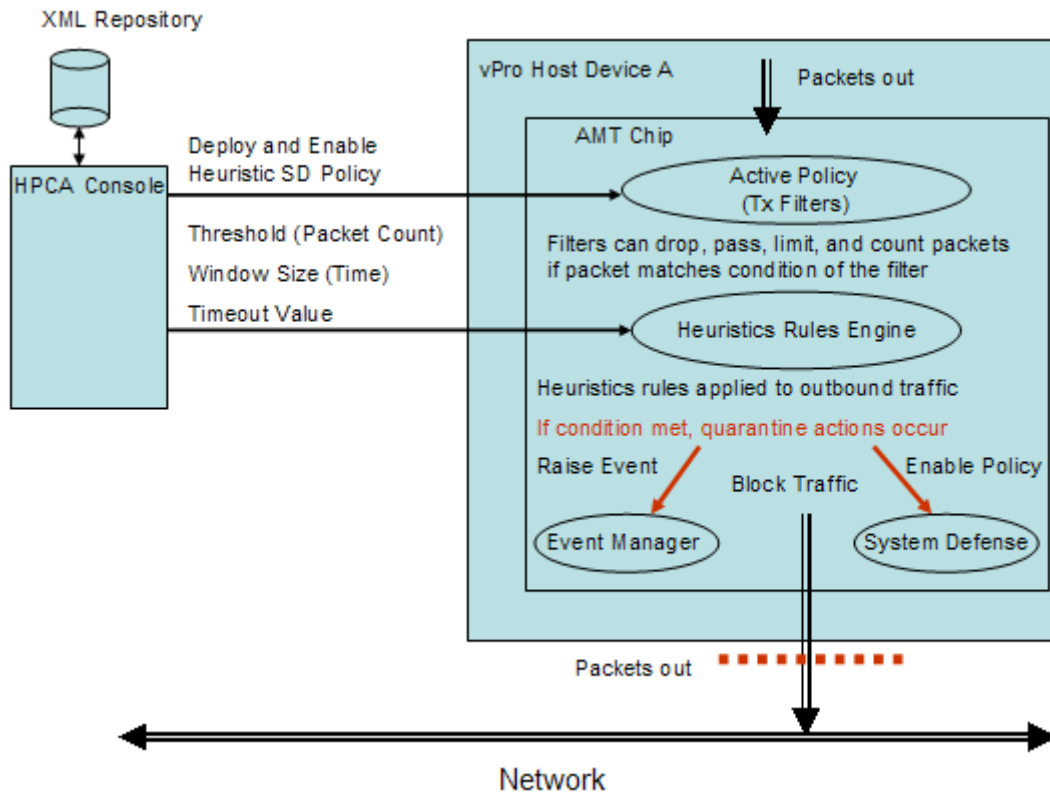 XML Repository
vPro Host Device A
Packets out
AMT Chip
Deploy and Enable
Heuristic SD Policy
HPCA Console
Active Policy
(Tx Filters)
Threshold (Packet Count)
Filters can drop, pass, limit, and count packets
if packet matches condition of the filter
Window Size (Time)
Timeout Value
Heuristics Rules Engine
Heuristics rules applied to outbound traffic
If condition met, quarantine actions occur
Raise Event
Enable Policy
Block Traffic
Event Manager
System Defense
Packets out
Network